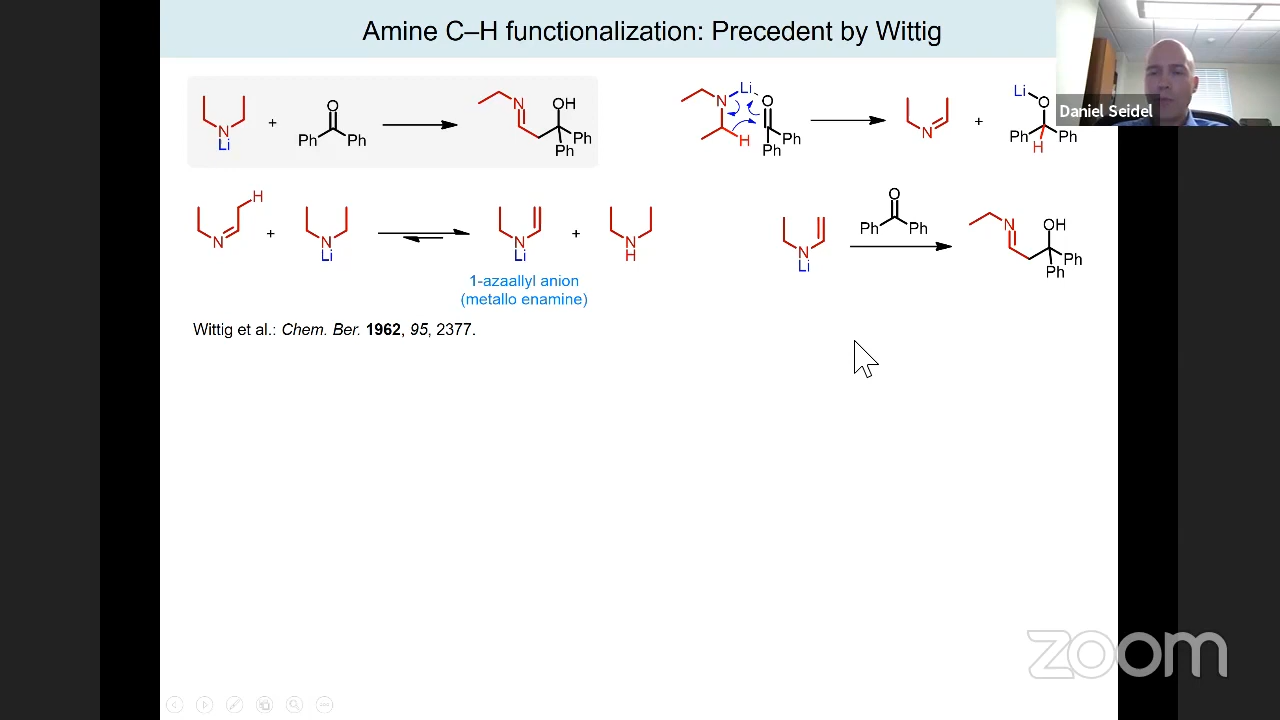 Amine C–H functionalization: Precedent by Wittig
Daniel Seidel
N
Li
+
O
Ph
Ph
N
OH
Ph
Ph
Li
N
O
H
Ph
Ph
N
+
Li
O
Ph
Ph
H
H
N
+
N
Li
N
Li
+
N
H
1-azaallyl anion
(metallo enamine)
N
Li
O
Ph
Ph
N
OH
Ph
Ph
Wittig et al.: Chem. Ber. 1962, 95, 2377.
zoom